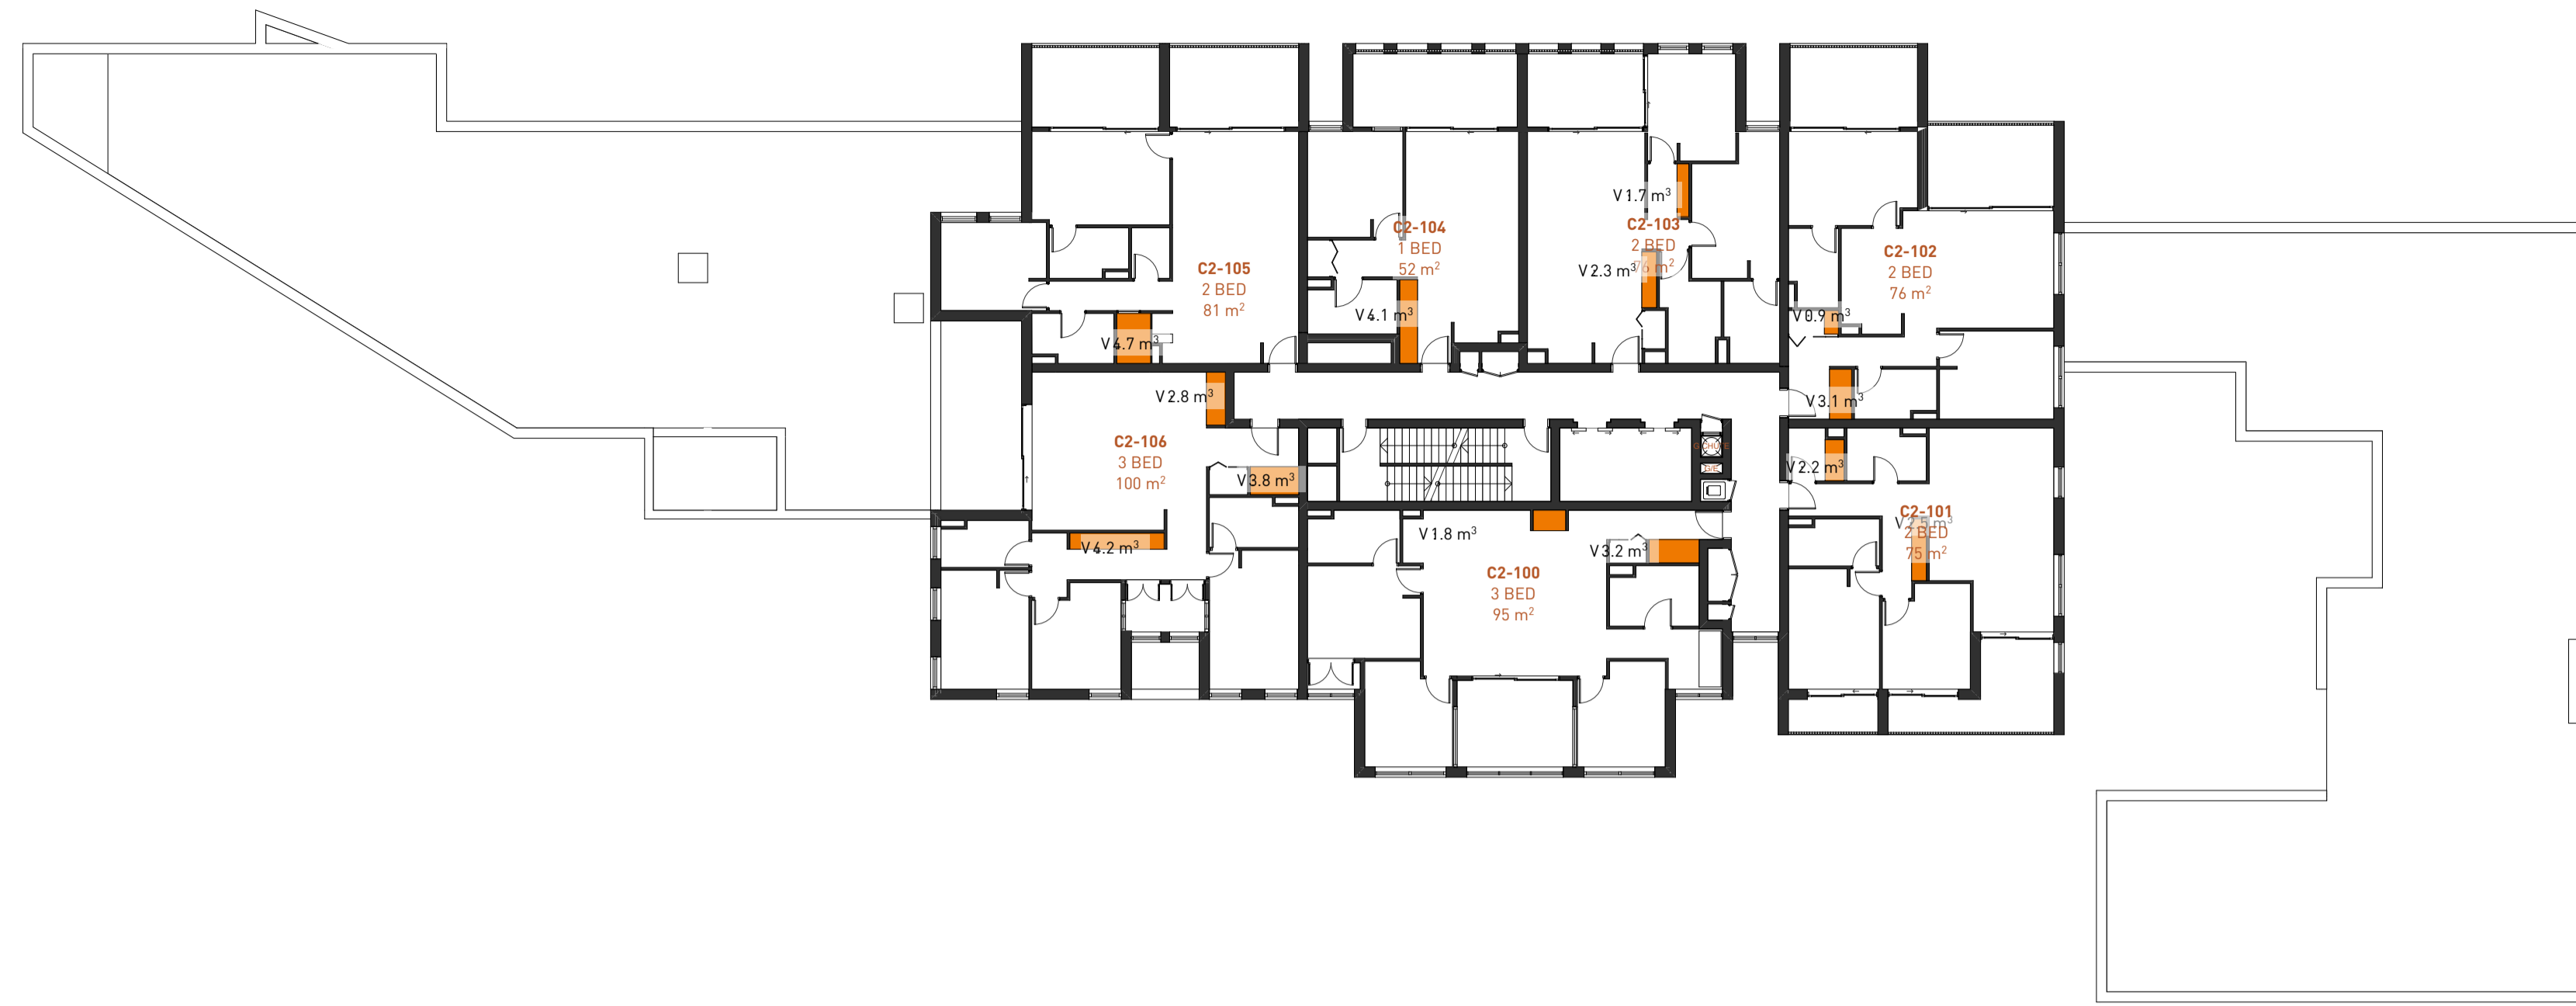 V 1.7 m³
C2-103
2 BED
76 m²
V 2.3 m³
C2-104
1 BED
52 m²
V 4.1 m³
C2-105
2 BED
81 m²
V 4.7 m³
C2-102
2 BED
76 m²
V 0.9 m³
V 3.1 m³
V 2.8 m³
C2-106
3 BED
100 m²
V 3.8 m³
V 4.2 m³
V 2.2 m³
C2-101
2 BED
75 m²
V 1.8 m³
V 3.2 m³
C2-100
3 BED
95 m²